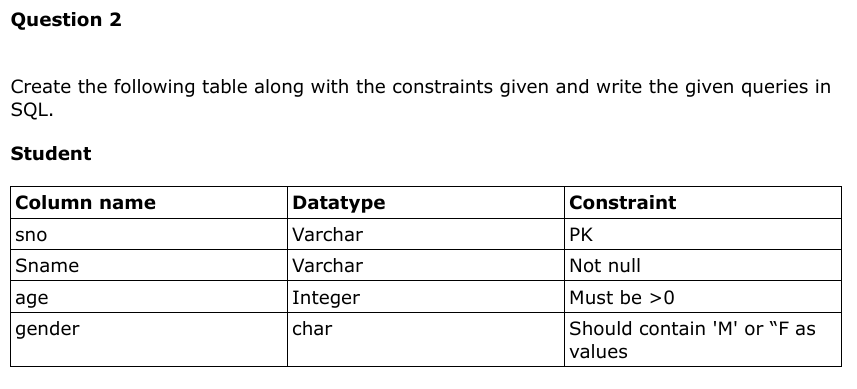 Question 2
Create the following table along with the constraints given and write the given queries in
SQL.
Student
Column name Datatype Constraint
sno Varchar PK
Sname Varchar Not null
age Integer Must be >0
gender char Should contain 'M' or “F as
values